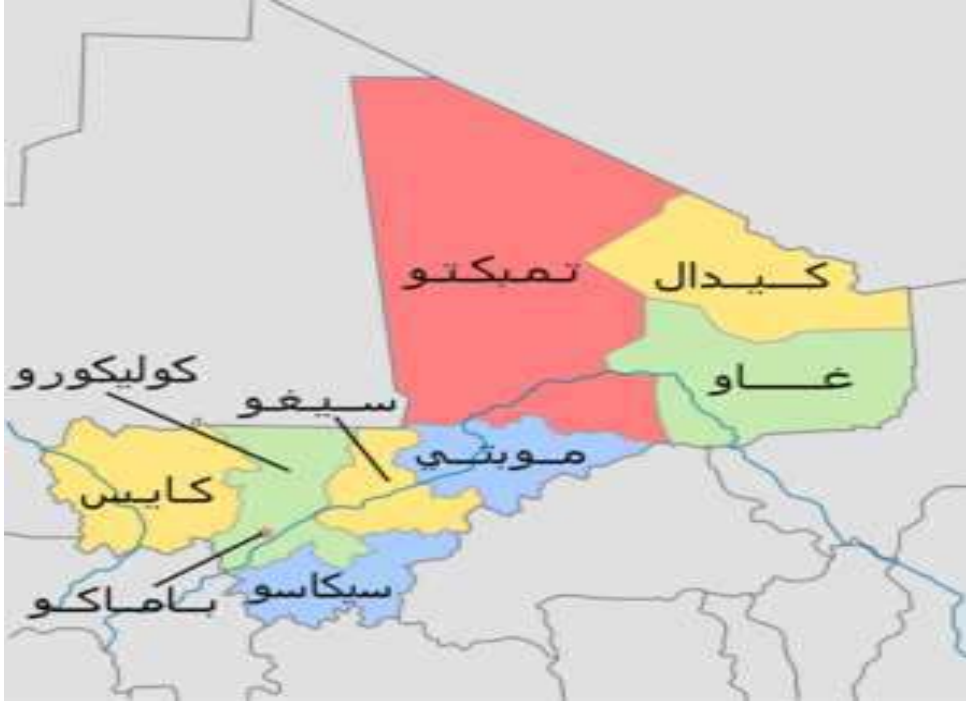 تمبكتو
كيدال
غاو
كوليكورو
سيغو
موبتي
كايس
سيكاسو
باماكو